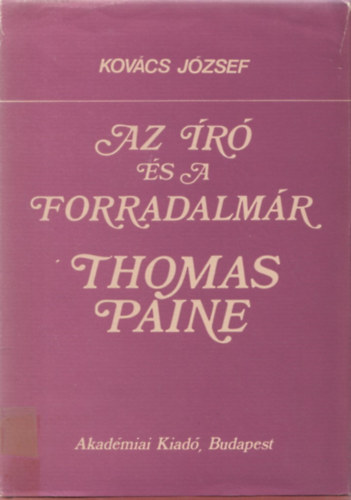 KOVÁCS JÓZSEF
AZ ÍRÓ
ÉS A
FORRADALMÁR
THOMAS
PAINE
Akadémiai Kiadó, Budapest